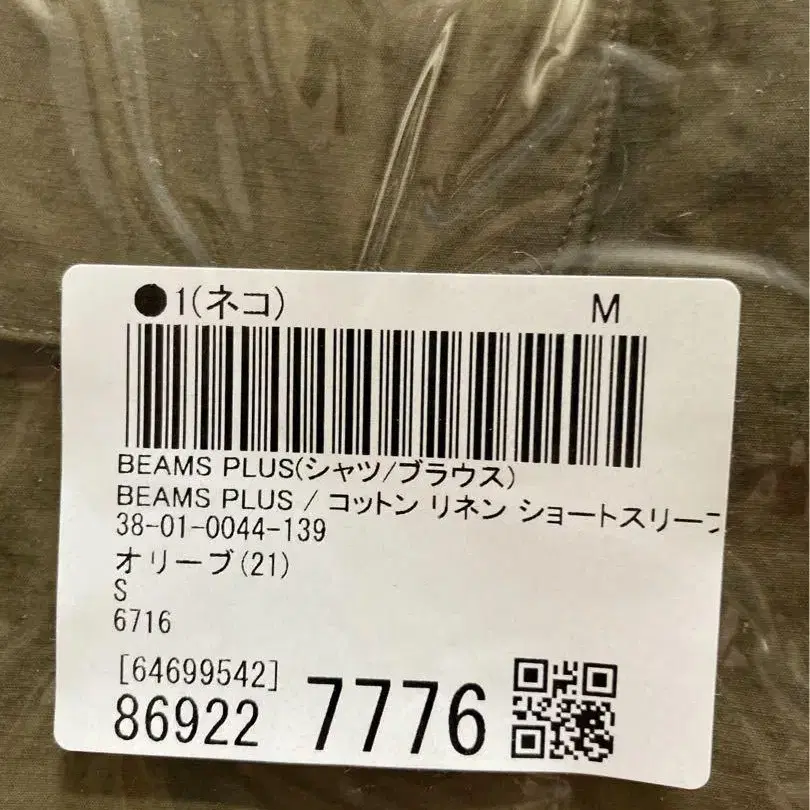 ●1(ネコ) M
BEAMS PLUS(シャツ/ブラウス)
BEAMS PLUS / コットン リネン ショートスリーブ
38-01-0044-139
オリーブ(21)
S
6716
[64699542]
86922 7776